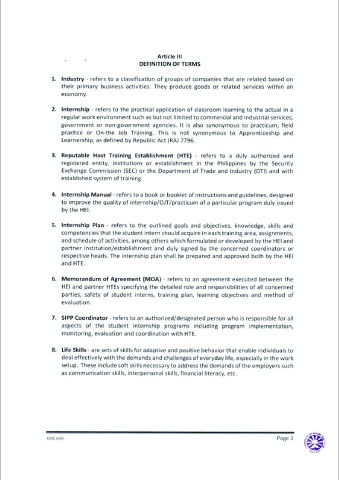 Article III
DEFINITION OF TERMS
1. Industry - refers to a classification of groups of companies that are related based on
their primary business activities. They produce goods or related services within an
economy.
2. Internship - refers to the practical application of classroom learning to the actual in a
regular work environment such as but not limited to commercial and industrial services,
government or non-government agencies. It is also synonymous to practicum, field
practice or On-the Job Training. This is not synonymous to Apprenticeship and
Learnership, as defined by Republic Act (RA) 7796.
3. Reputable Host Training Establishment (HTE) - refers to a duly authorized and
registered entity, institutions or establishment in the Philippines by the Security
Exchange Commission (SEC) or the Department of Trade and Industry (DTI) and with
established system of training.
4. Internship Manual - refers to a book or booklet of instructions and guidelines, designed
to improve the quality of internship/OJT/practicum of a particular program duly issued
by the HEI.
5. Internship Plan - refers to the outlined goals and objectives, knowledge, skills and
competencies that the student intern should acquire in each training area, assignments,
and schedule of activities, among others which formulated or developed by the HEI and
partner institution/establishment and duly signed by the concerned coordinators or
respective heads. The internship plan shall be prepared and approved both by the HEI
and HTE.
6. Memorandum of Agreement (MOA) - refers to an agreement executed between the
HEI and partner HTEs specifying the detailed role and responsibilities of all concerned
parties, safety of student interns, training plan, learning objectives and method of
evaluation.
7. SIPP Coordinator - refers to an authorized/designated person who is responsible for all
aspects of the student internship programs including program implementation,
monitoring, evaluation and coordination with HTE.
8. Life Skills - are sets of skills for adaptive and positive behavior that enable individuals to
deal effectively with the demands and challenges of everyday life, especially in the work
setup. These include soft skills necessary to address the demands of the employers such
as communication skills, interpersonal skills, financial literacy, etc.
Page 3